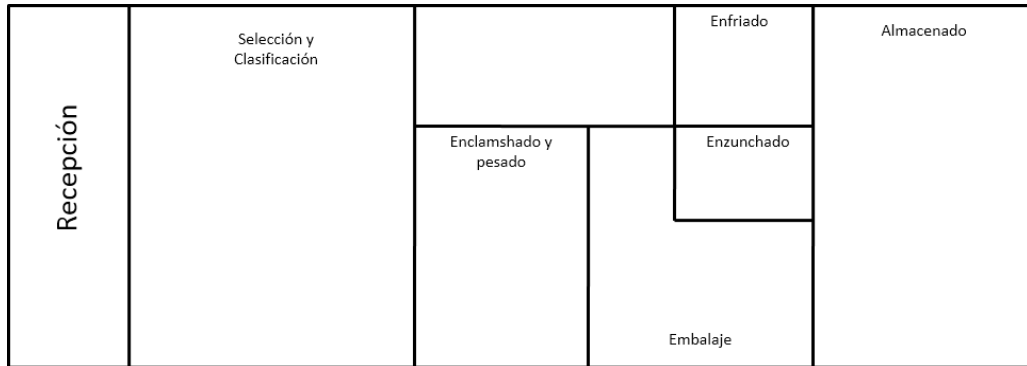 Recepción
Selección y
Clasificación
Enclamshado y
pesado
Enfriado
Enzunchado
Embalaje
Almacenado